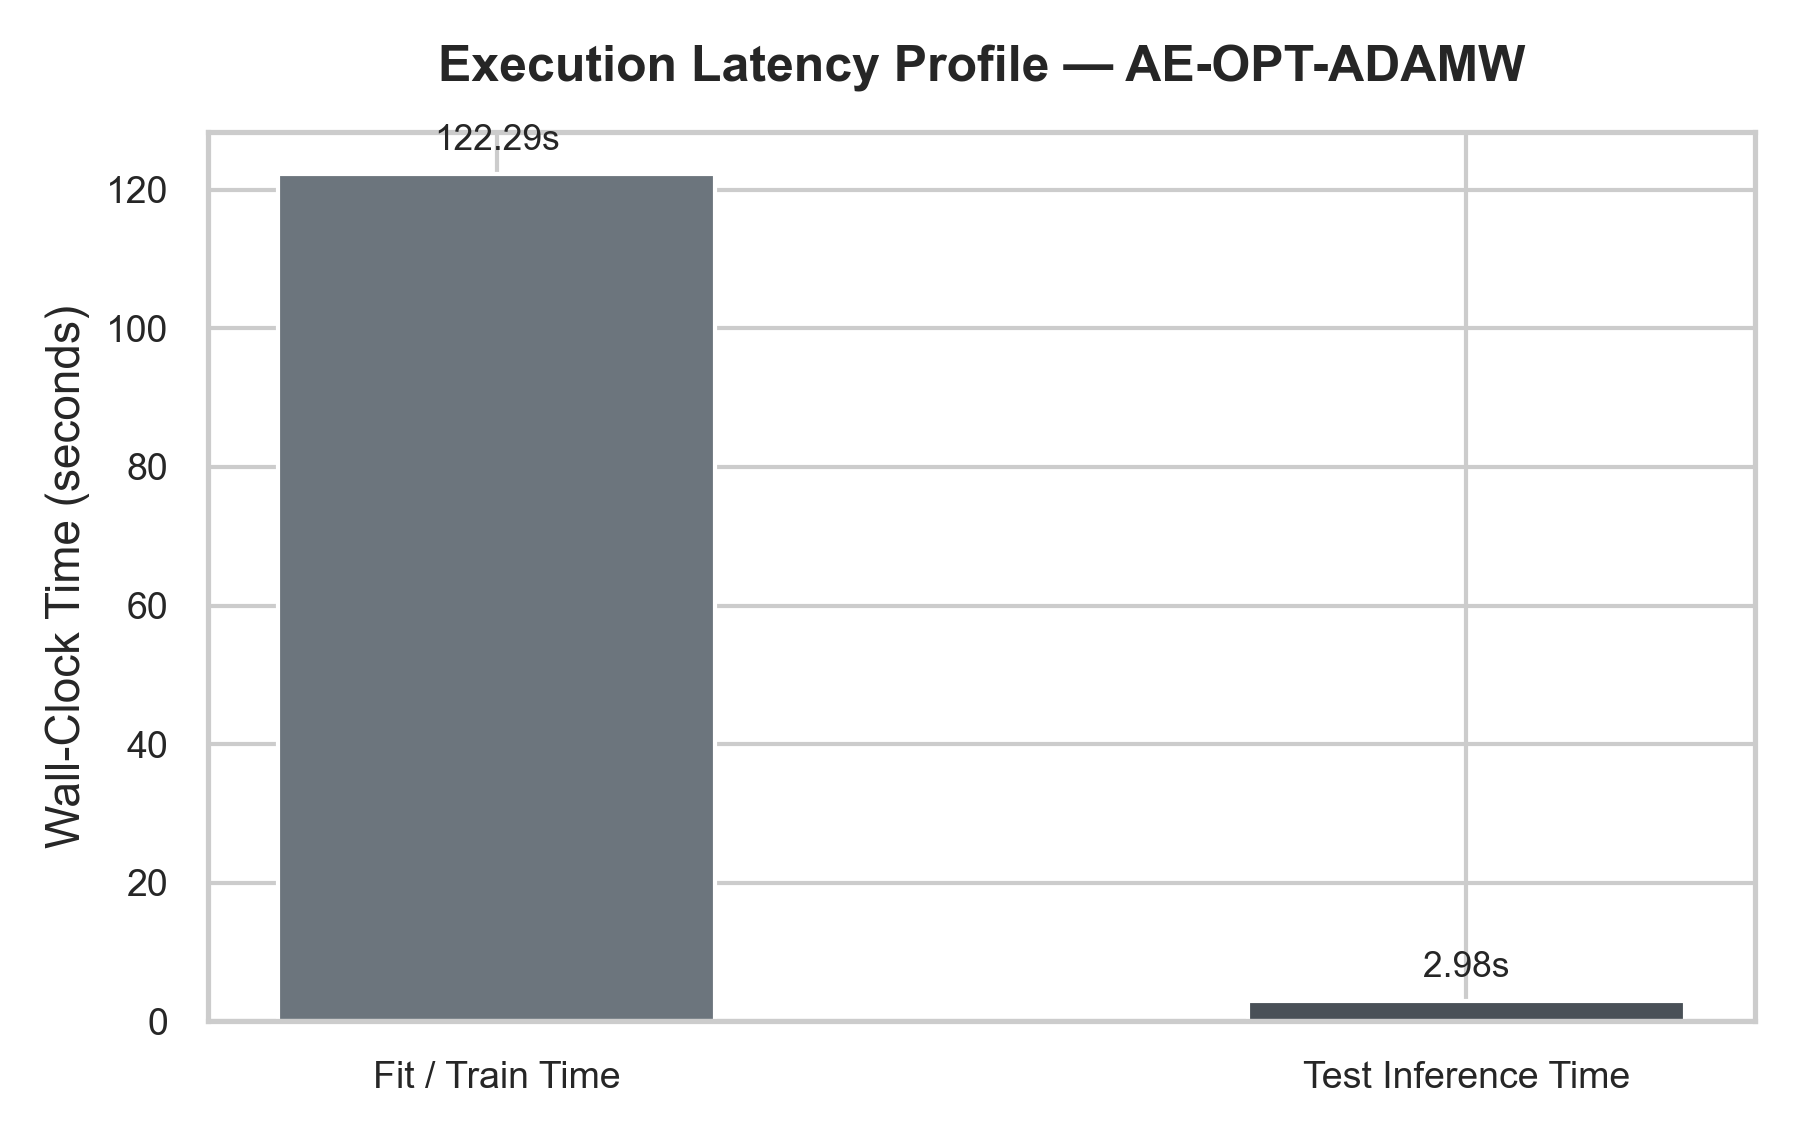 Execution Latency Profile — AE-OPT-ADAMW
122.29s
120
100
80
60
40
20
0
Wall-Clock Time (seconds)
2.98s
Fit / Train Time
Test Inference Time